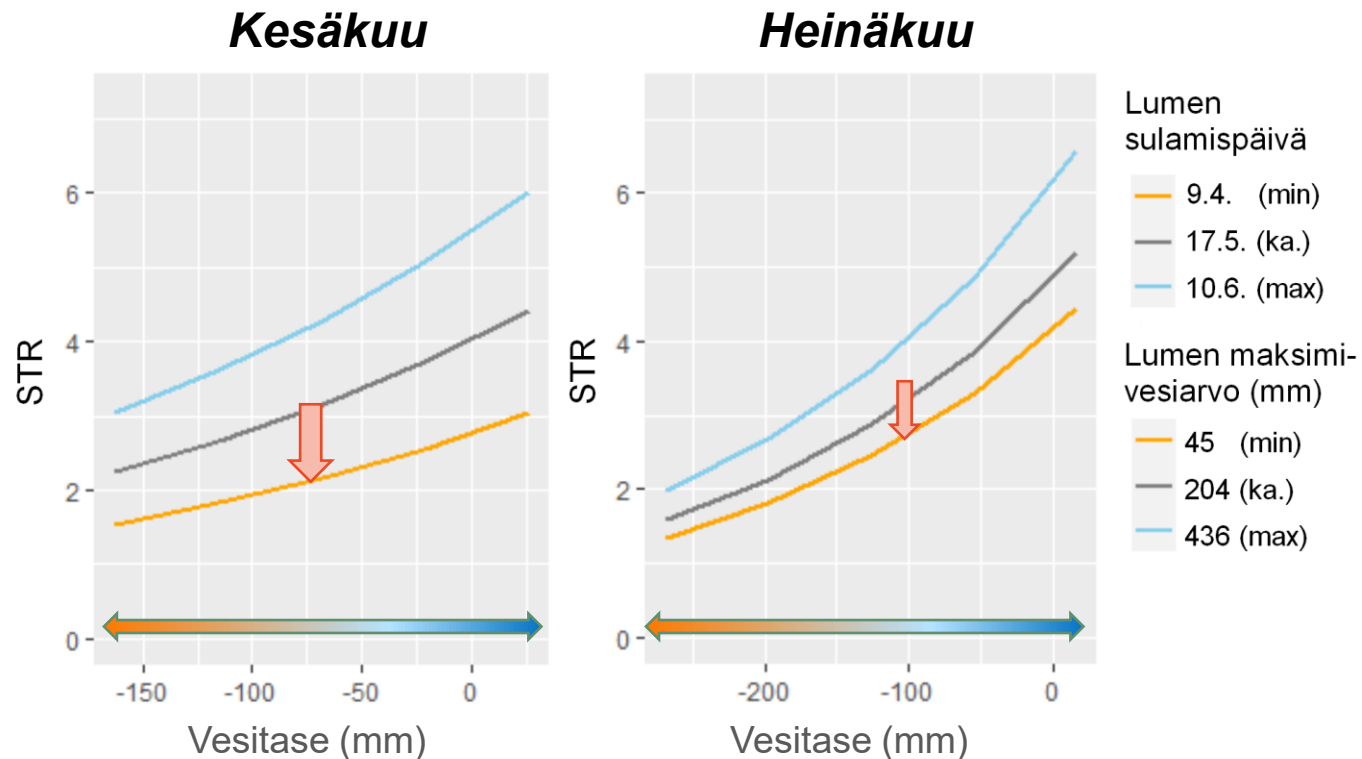 Kesäkuu
STR
6
4
2
0
-150 -100 -50 0
Vesitase (mm)
Heinäkuu
STR
6
4
2
0
-200 -100 0
Vesitase (mm)
Lumen
sulamispäivä
9.4. (min)
17.5. (ka.)
10.6. (max)
Lumen maksimi-
vesiarvo (mm)
45 (min)
204 (ka.)
436 (max)